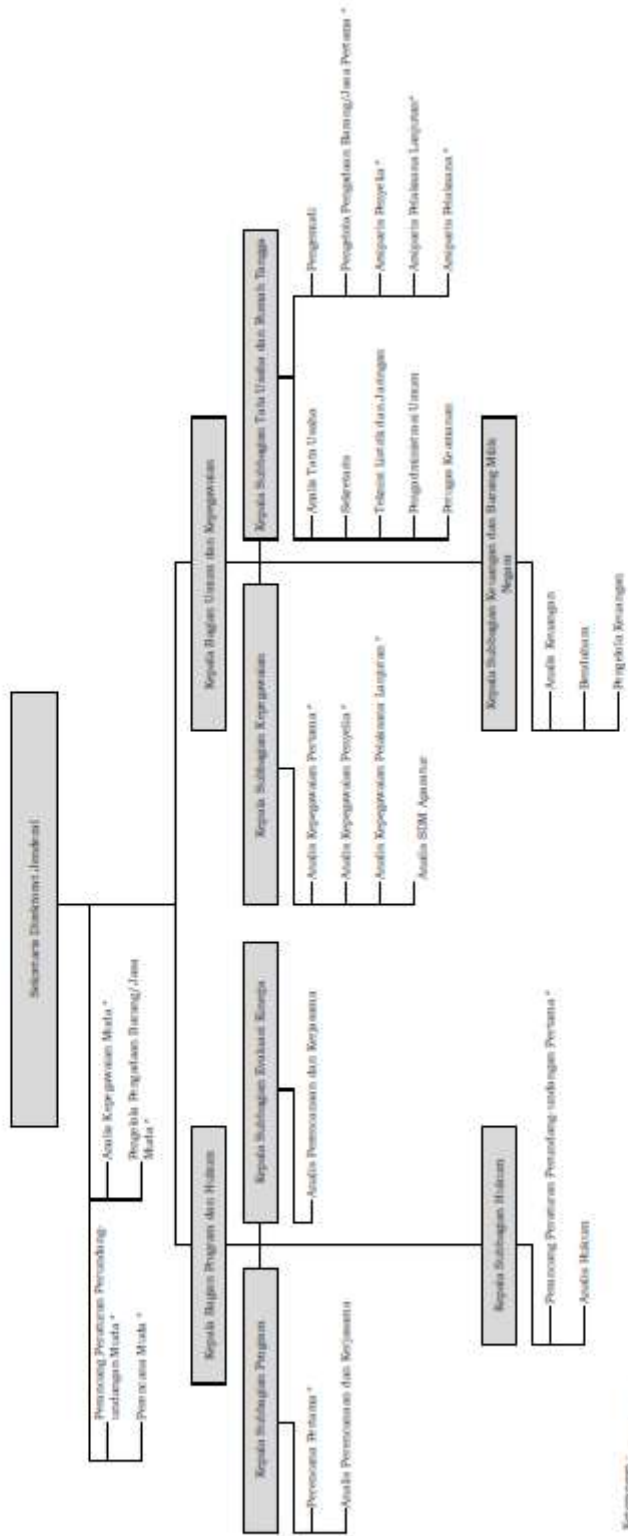 Sekretaris Direktorat Jenderal
Perancang Peraturan Perundang-
undangan Muda *
Perencana Muda *
Analis Kepegawaian Muda *
Pengelola Pengadaan Barang/Jasa
Muda *
Kepala Bagian Program dan Hukum
Kepala Bagian Umum dan Kepegawaian
Kepala Subbagian Program
Perencana Pertama *
Analis Perencanaan dan Kerjasama
Kepala Subbagian Evaluasi Kinerja
Analis Perencanaan dan Kerjasama
Kepala Subbagian Kepegawaian
Analis Kepegawaian Pertama *
Analis Kepegawaian Penyelia *
Analis Kepegawaian Pelaksana Lanjutan *
Analis SDM Aparatur
Kepala Subbagian Tata Usaha dan Rumah Tangga
Analis Tata Usaha
Sekretaris
Teknisi Listrik dan Jaringan
Pengadministrasi Umum
Petugas Keamanan
Pengemudi
Pengelola Pengadaan Barang/Jasa Pertama *
Arsiparis Penyelia *
Arsiparis Pelaksana Lanjutan *
Arsiparis Pelaksana *
Kepala Subbagian Hukum
Perancang Peraturan Perundang-undangan Pertama *
Analis Hukum
Kepala Subbagian Keuangan dan Barang Milik
Negara
Analis Keuangan
Bendahara
Pengelola Keuangan